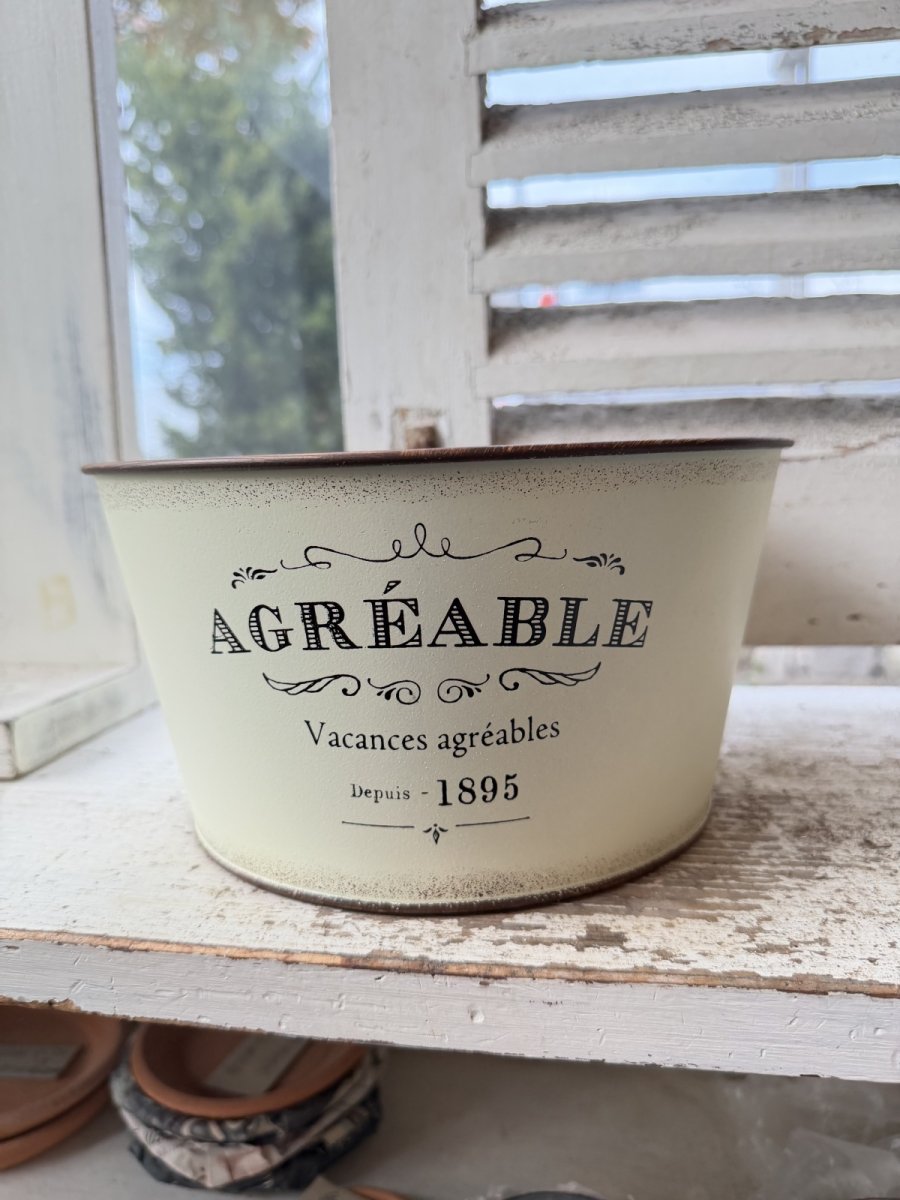 AGRÉABLE
Vacances agréables
Depuis - 1895